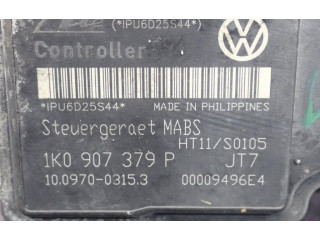 (*IPU6D25S44*)
Controller
*IPU6D25S44*
MADE IN PHILIPPINES
Steuergeraet MABS
HT11/S0105
1K0 907 379 P JT7
10.0970-0315.3 00009496E4